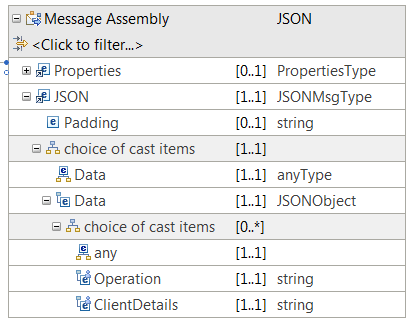 Message Assembly JSON
<Click to filter...>
Properties [0..1] PropertiesType
JSON [1..1] JSONMsgType
Padding [0..1] string
choice of cast items [1..1]
Data [1..1] anyType
Data [1..1] JSONObject
choice of cast items [0..*]
any [1..1]
Operation [1..1] string
ClientDetails [1..1] string